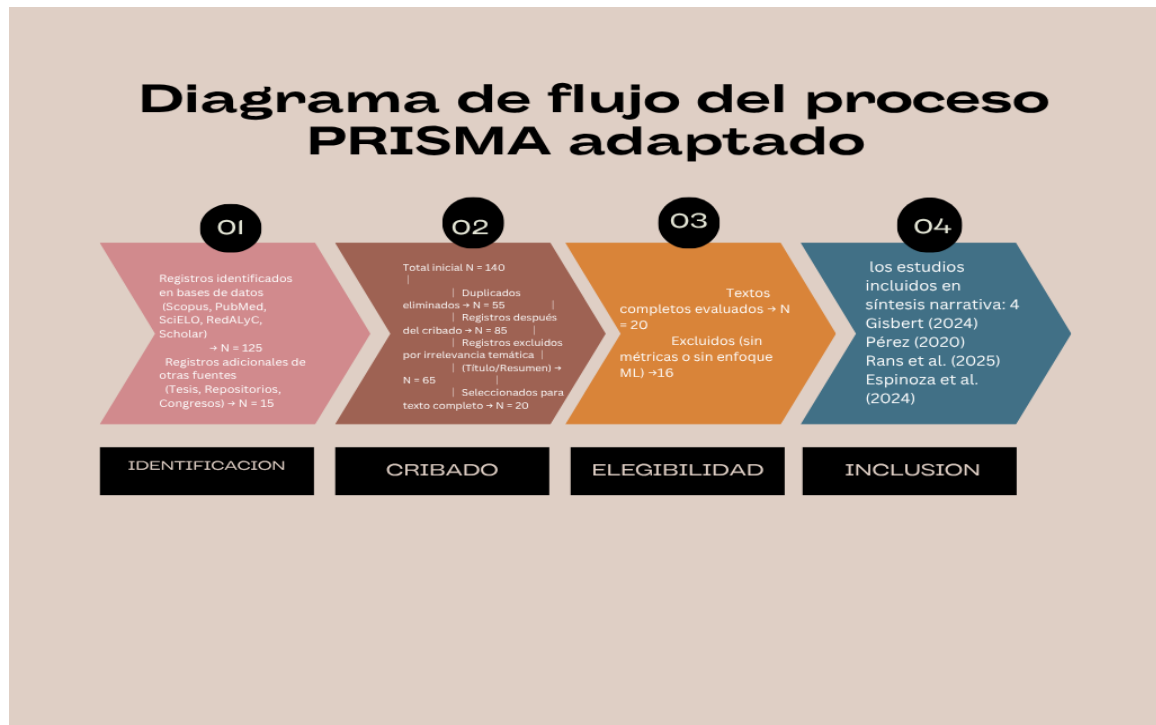 Diagrama de flujo del proceso
PRISMA adaptado
01
Registros identificados
en bases de datos
(Scopus, PubMed,
SciELO, RedALyC,
Scholar)
→ N = 125
Registros adicionales de
otras fuentes
(Tesis, Repositorios,
Congresos) → N = 15
IDENTIFICACION
02
Total inicial N = 140
|
| Duplicados
eliminados → N = 55 |
| Registros después
del cribado → N = 85 |
| Registros excluidos
por irrelevancia temática |
| (Título/Resumen) →
N = 65 |
| Seleccionados para
texto completo → N = 20
CRIBADO
03
Textos
completos evaluados → N
= 20
Excluidos (sin
métricas o sin enfoque
ML) →16
ELEGIBILIDAD
04
los estudios
incluidos en
síntesis narrativa: 4
Gisbert (2024)
Pérez (2020)
Rans et al. (2025)
Espinoza et al.
(2024)
INCLUSION